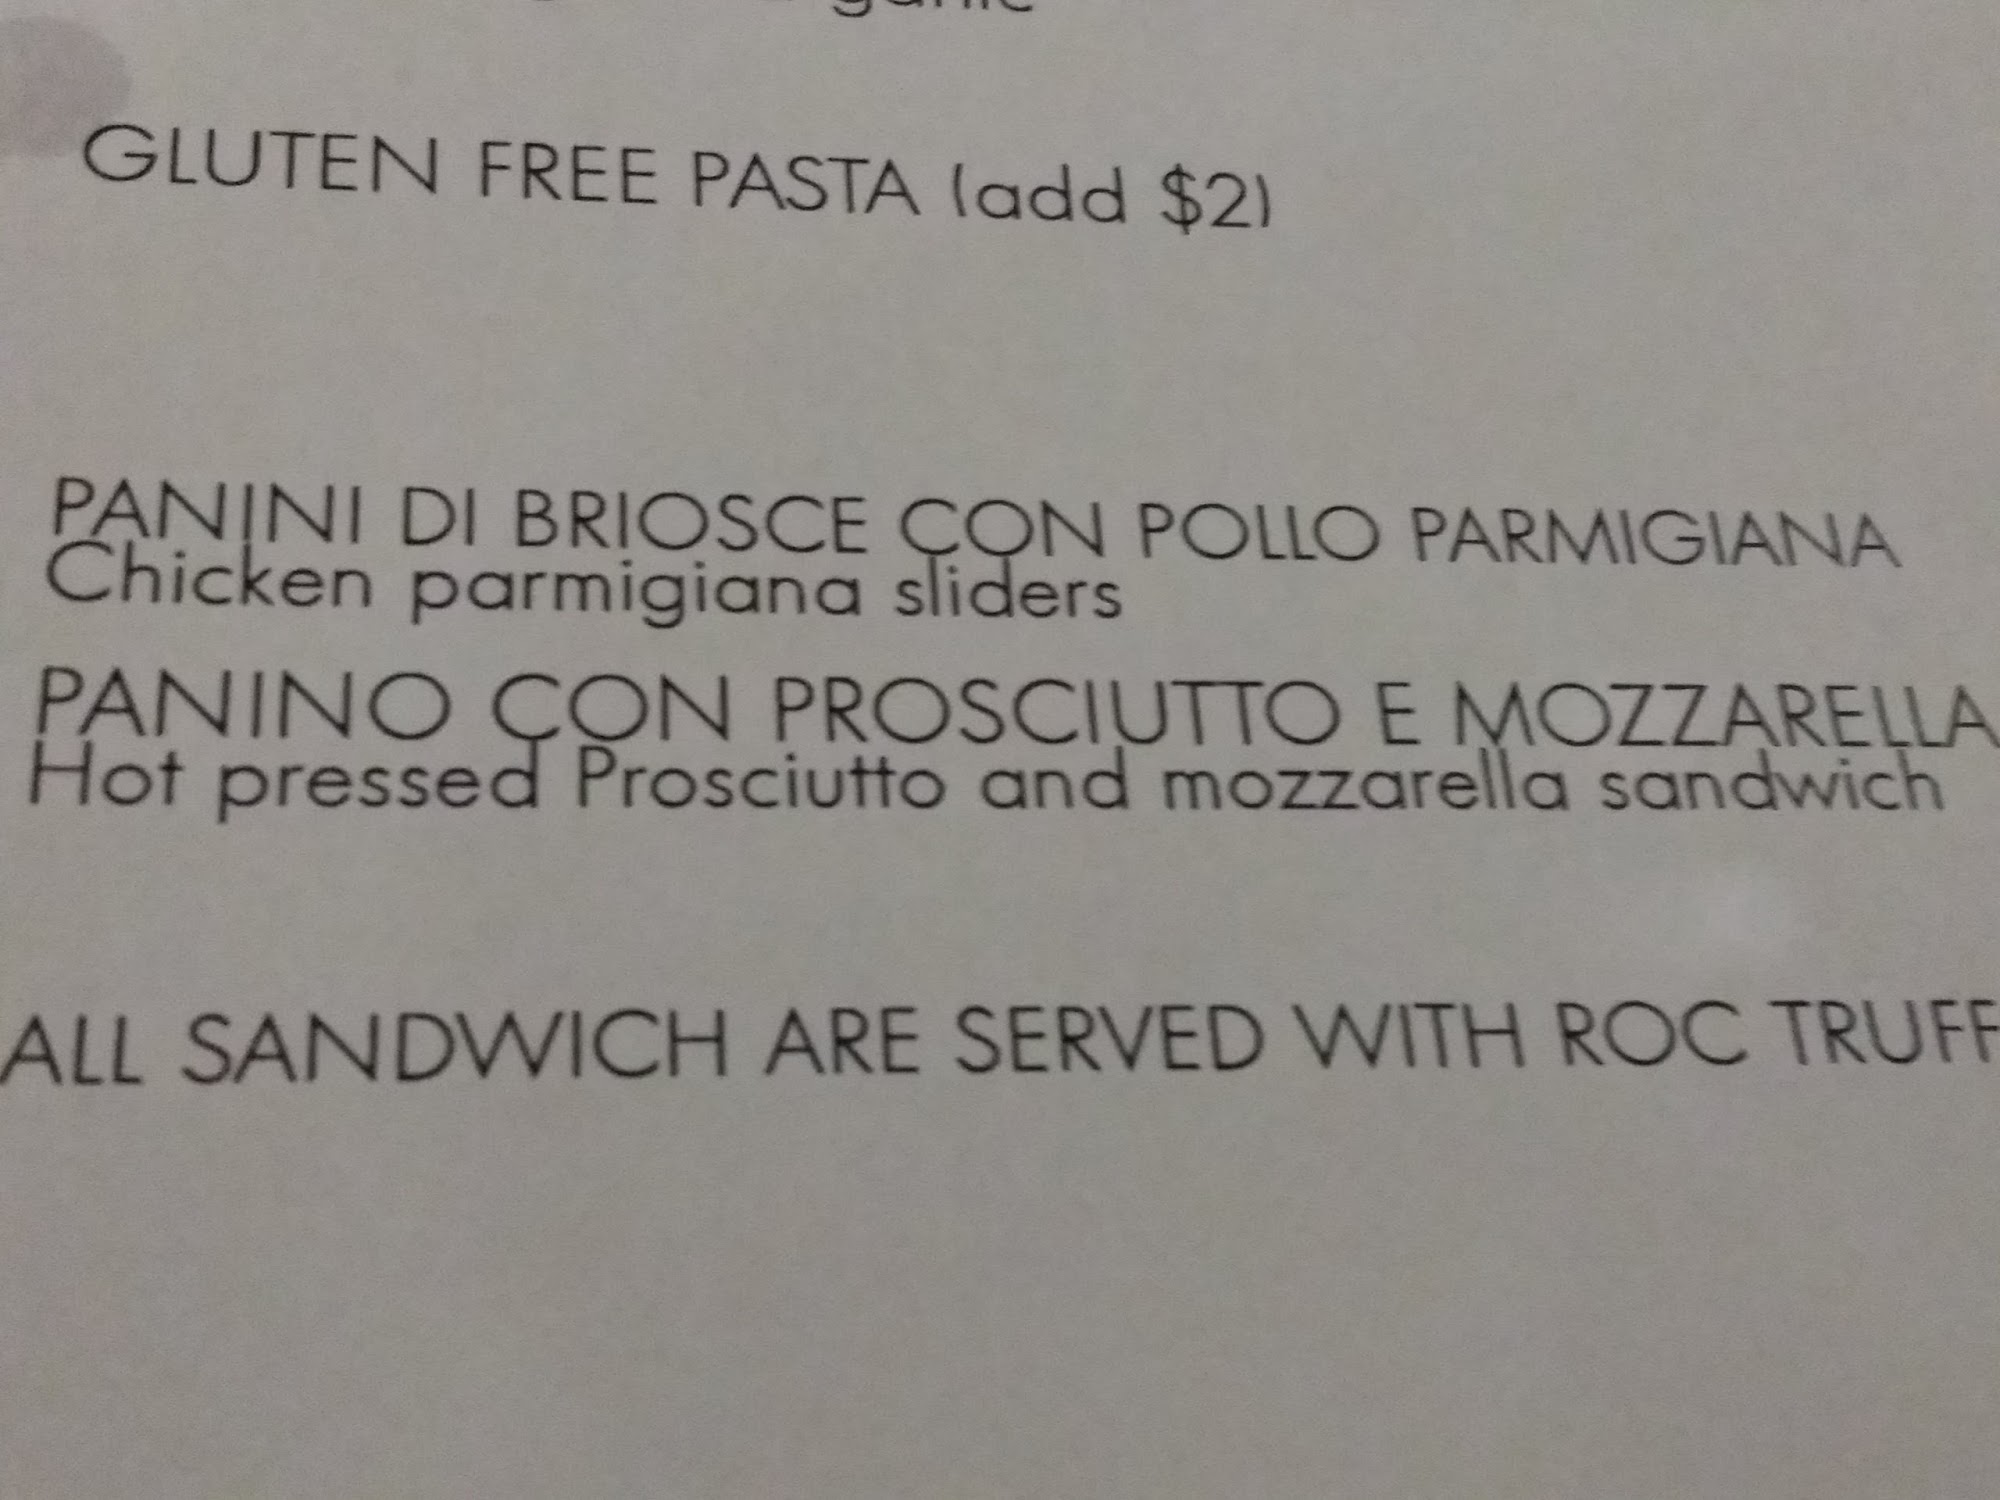 GLUTEN FREE PASTA (add $2)
PANINI DI BRIOSCE CON POLLO PARMIGIANA
Chicken parmigiana sliders
PANINO CON PROSCIUTTO E MOZZARELLA
Hot pressed Prosciutto and mozzarella sandwich
ALL SANDWICH ARE SERVED WITH ROC TRUFF